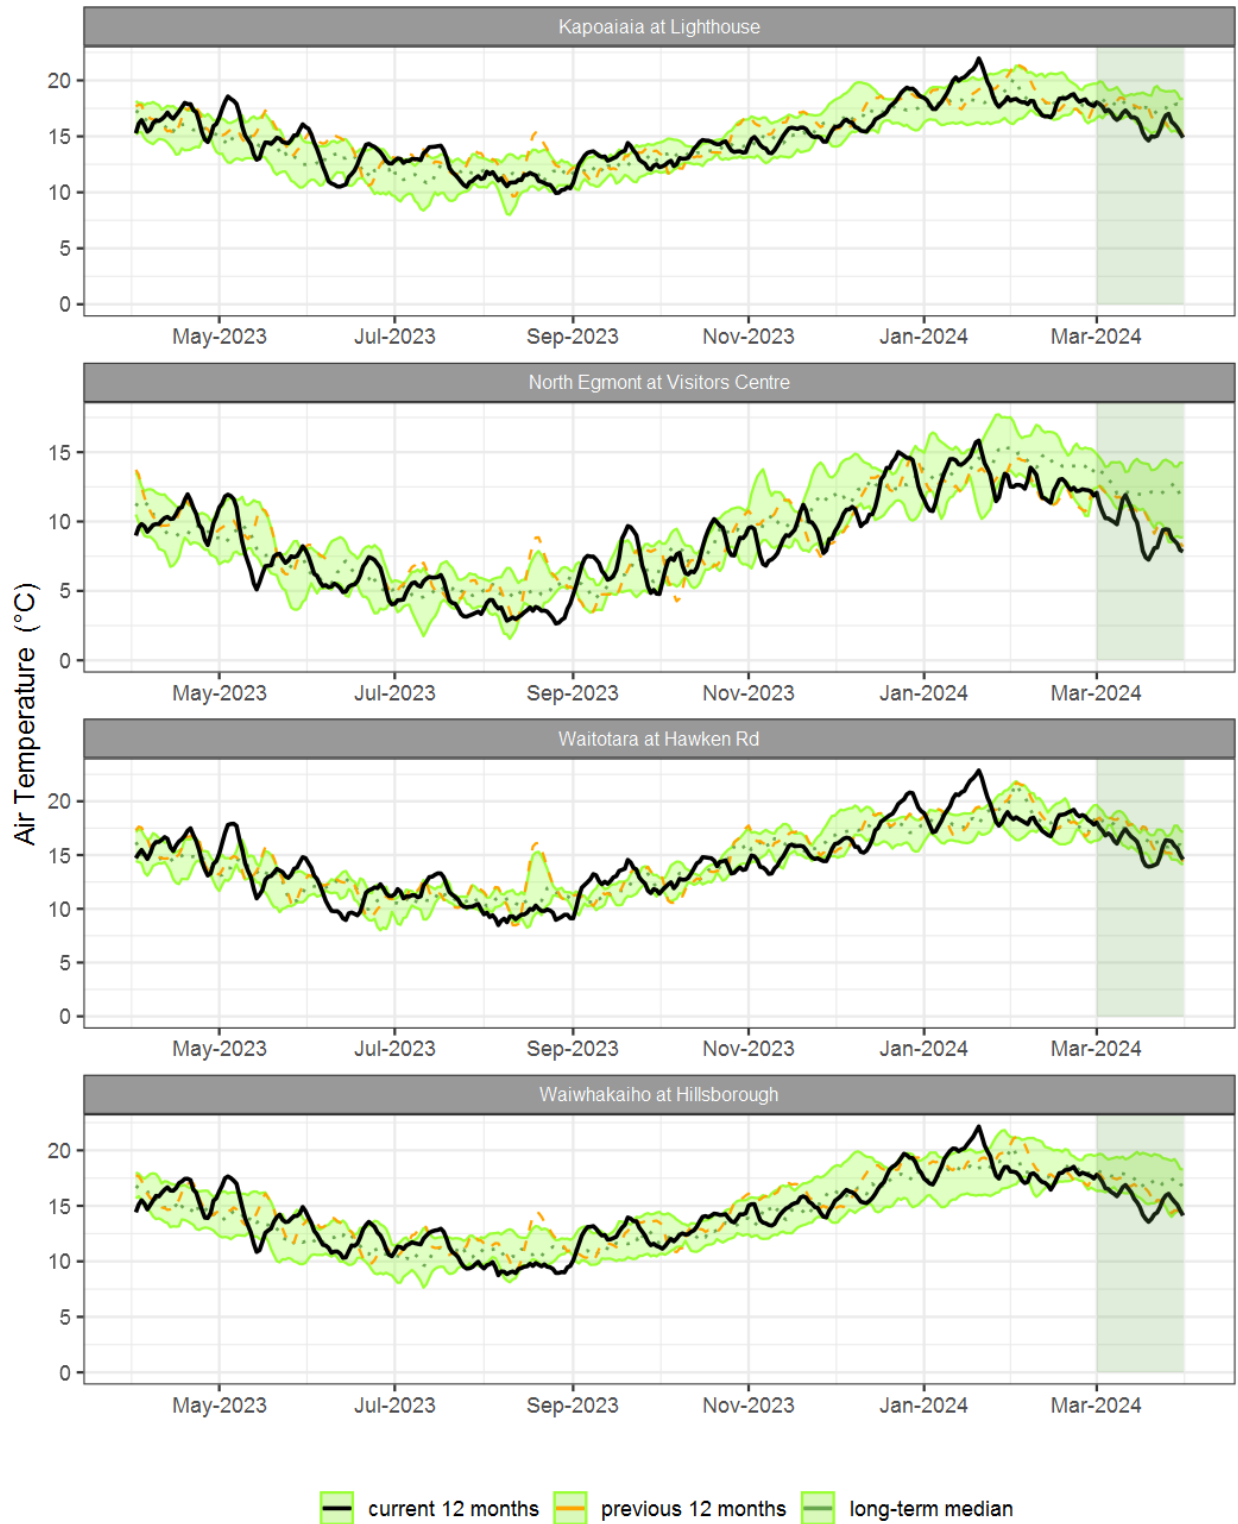 Kapoaiaia at Lighthouse
20
15
10
5
0
May-2023 Jul-2023 Sep-2023 Nov-2023 Jan-2024 Mar-2024
North Egmont at Visitors Centre
15
10
5
0
May-2023 Jul-2023 Sep-2023 Nov-2023 Jan-2024 Mar-2024
Air Temperature (°C)
Waitotara at Hawken Rd
20
15
10
5
0
May-2023 Jul-2023 Sep-2023 Nov-2023 Jan-2024 Mar-2024
Waiwhakaiho at Hillsborough
20
15
10
5
0
May-2023 Jul-2023 Sep-2023 Nov-2023 Jan-2024 Mar-2024
current 12 months previous 12 months long-term median